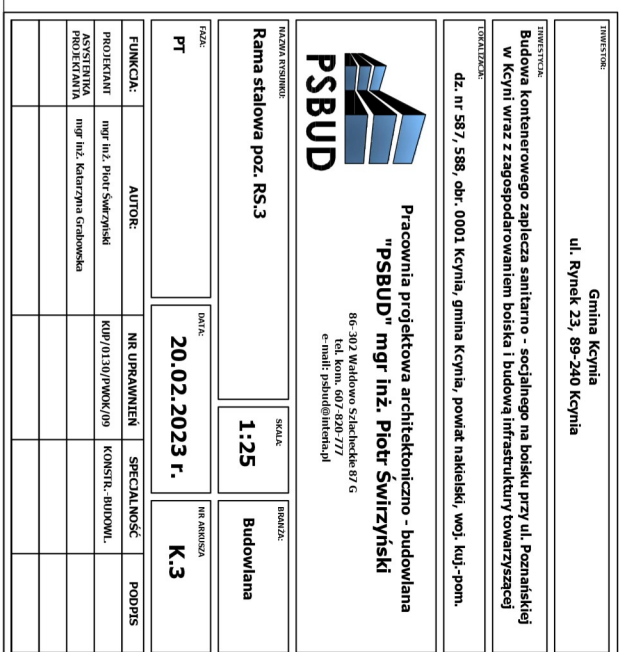 INWESTOR:
Gmina Kcynia
ul. Rynek 23, 89-240 Kcynia
INWESTYCJA:
Budowa kontenerowego zaplecza sanitarno - socjalnego na boisku przy ul. Poznańskiej
w Kcyni wraz z zagospodarowaniem boiska i budową infrastruktury towarzyszącej
LOKALIZACJA:
dz. nr 587, 588, obr. 0001 Kcynia, gmina Kcynia, powiat nakielski, woj. kuj.-pom.
PSBUD
Pracownia projektowa architektoniczno - budowlana
"PSBUD" mgr inż. Piotr Świrzyński
86-302 Wałdowo Szlacheckie 87 G
tel. kom. 607-820-777
e-mail: psbud@interia.pl
NAZWA RYSUNKU:
Rama stalowa poz. RS.3
SKALA:
1:25
BRANŻA:
Budowlana
FAZA:
PT
DATA:
20.02.2023 r.
NR ARKUSZA
K.3
FUNKCJA: AUTOR: NR UPRAWNIEŃ SPECJALNOŚĆ PODPIS
PROJEKTANT mgr inż. Piotr Świrzyński KUP/0130/PWOK/09 KONSTR.-BUDOWL.
ASYSTENTKA
PROJEKTANTA mgr inż. Katarzyna Grabowska